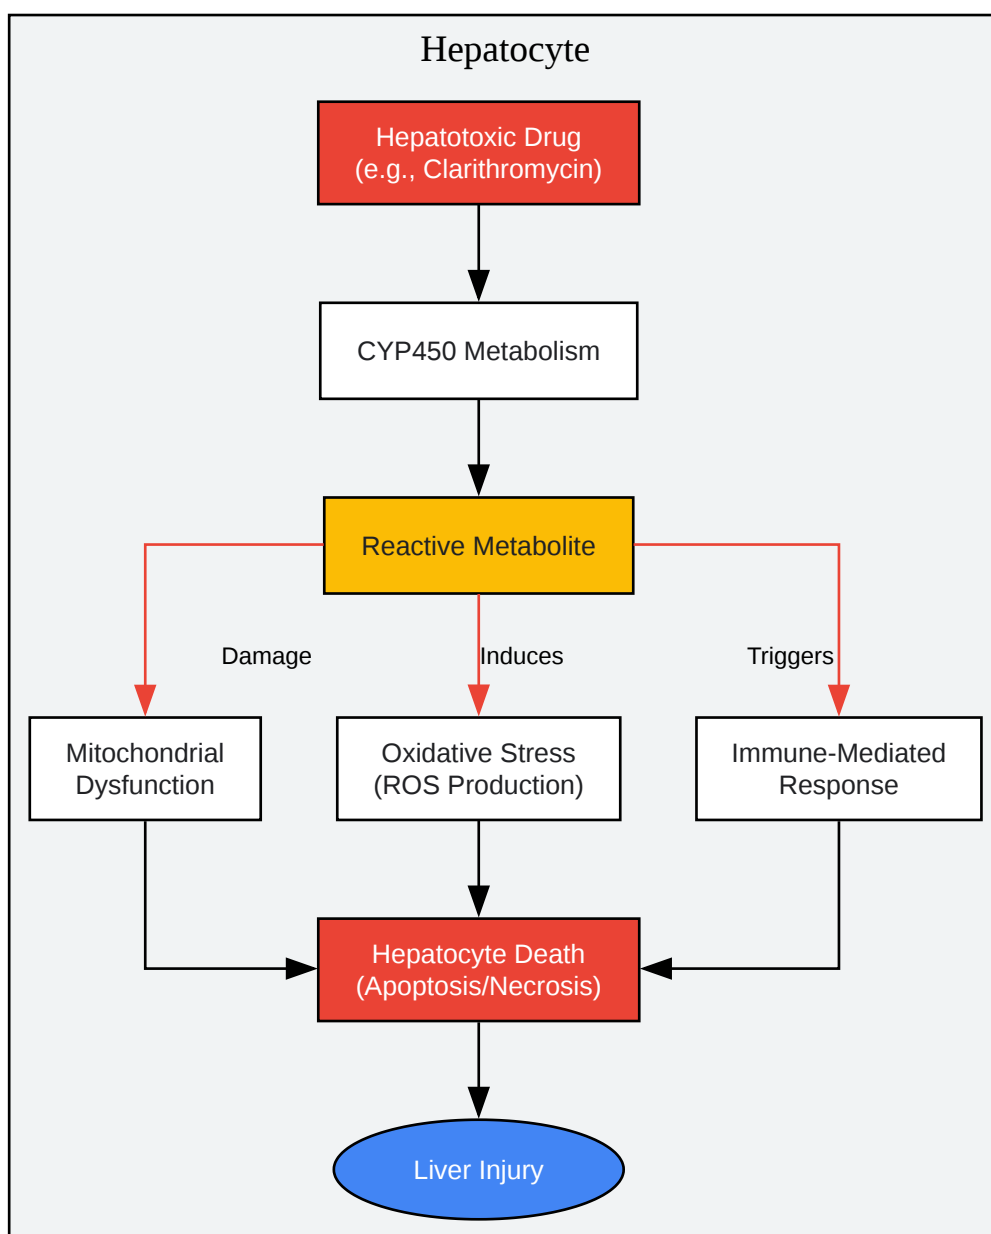 Hepatocyte
Hepatotoxic Drug
(e.g., Clarithromycin)
CYP450 Metabolism
Reactive Metabolite
Damage
Induces
Triggers
Mitochondrial
Dysfunction
Oxidative Stress
(ROS Production)
Immune-Mediated
Response
Hepatocyte Death
(Apoptosis/Necrosis)
Liver Injury